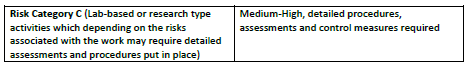 Risk Category C (Lab-based or research type
activities which depending on the risks
associated with the work may require detailed
assessments and procedures put in place)
Medium-High, detailed procedures,
assessments and control measures required